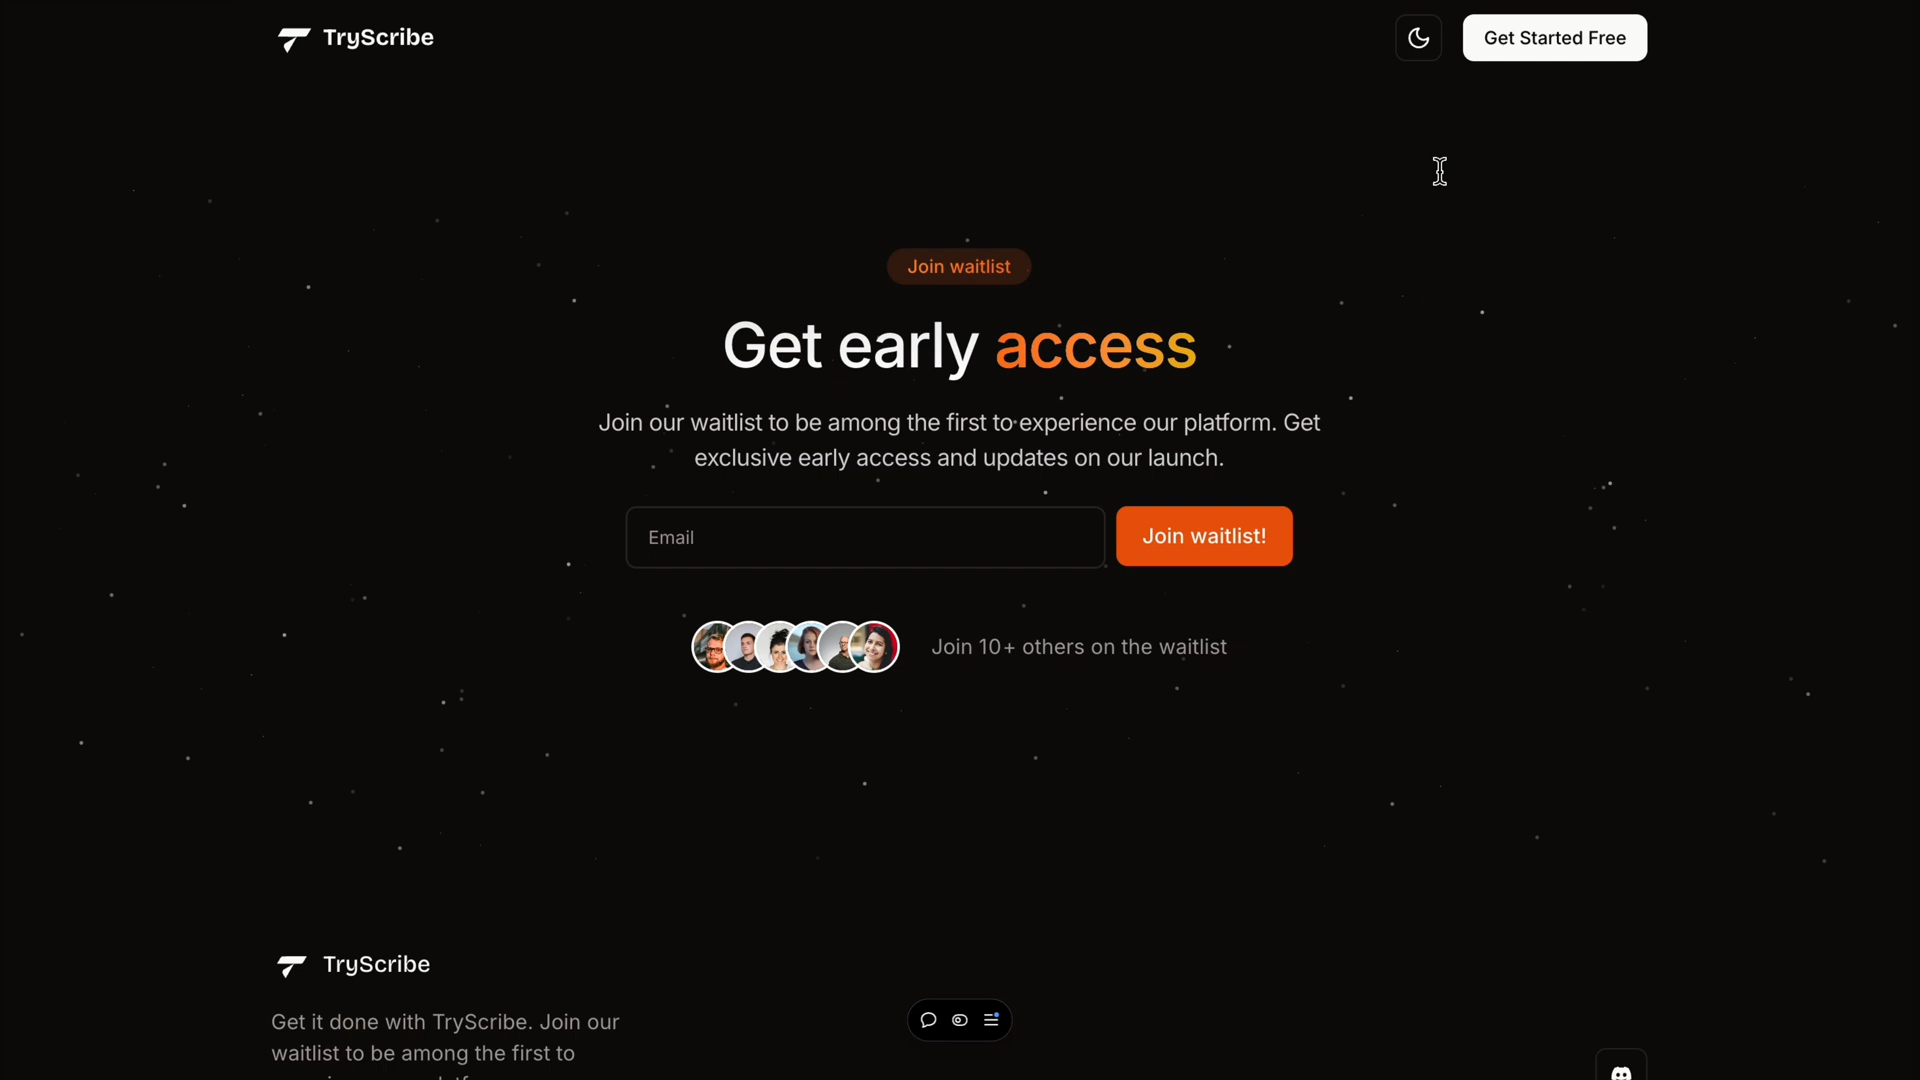 TryScribe
Get Started Free
Join waitlist
Get early access
Join our waitlist to be among the first to experience our platform. Get
exclusive early access and updates on our launch.
Email
Join waitlist!
Join 10+ others on the waitlist
TryScribe
Get it done with TryScribe. Join our
waitlist to be among the first to